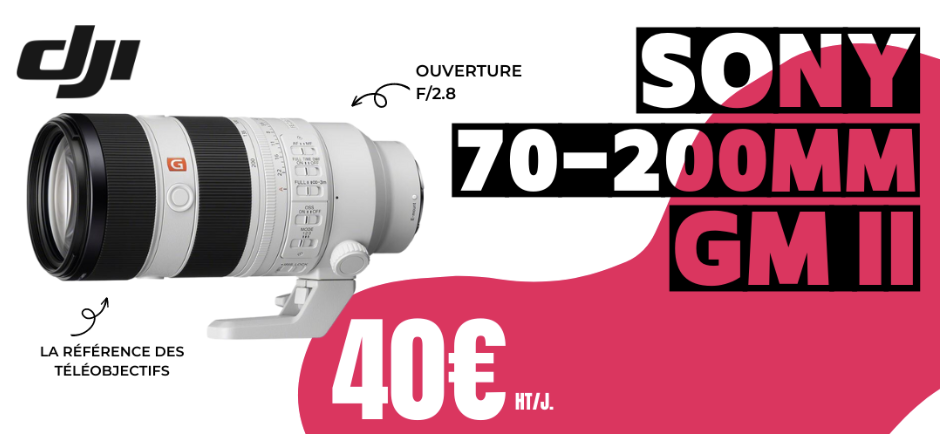 dji
OUVERTURE
F/2.8
SONY
70-200MM
GM II
G
LA RÉFÉRENCE DES
TÉLÉOBJECTIFS
40€ HT/J.